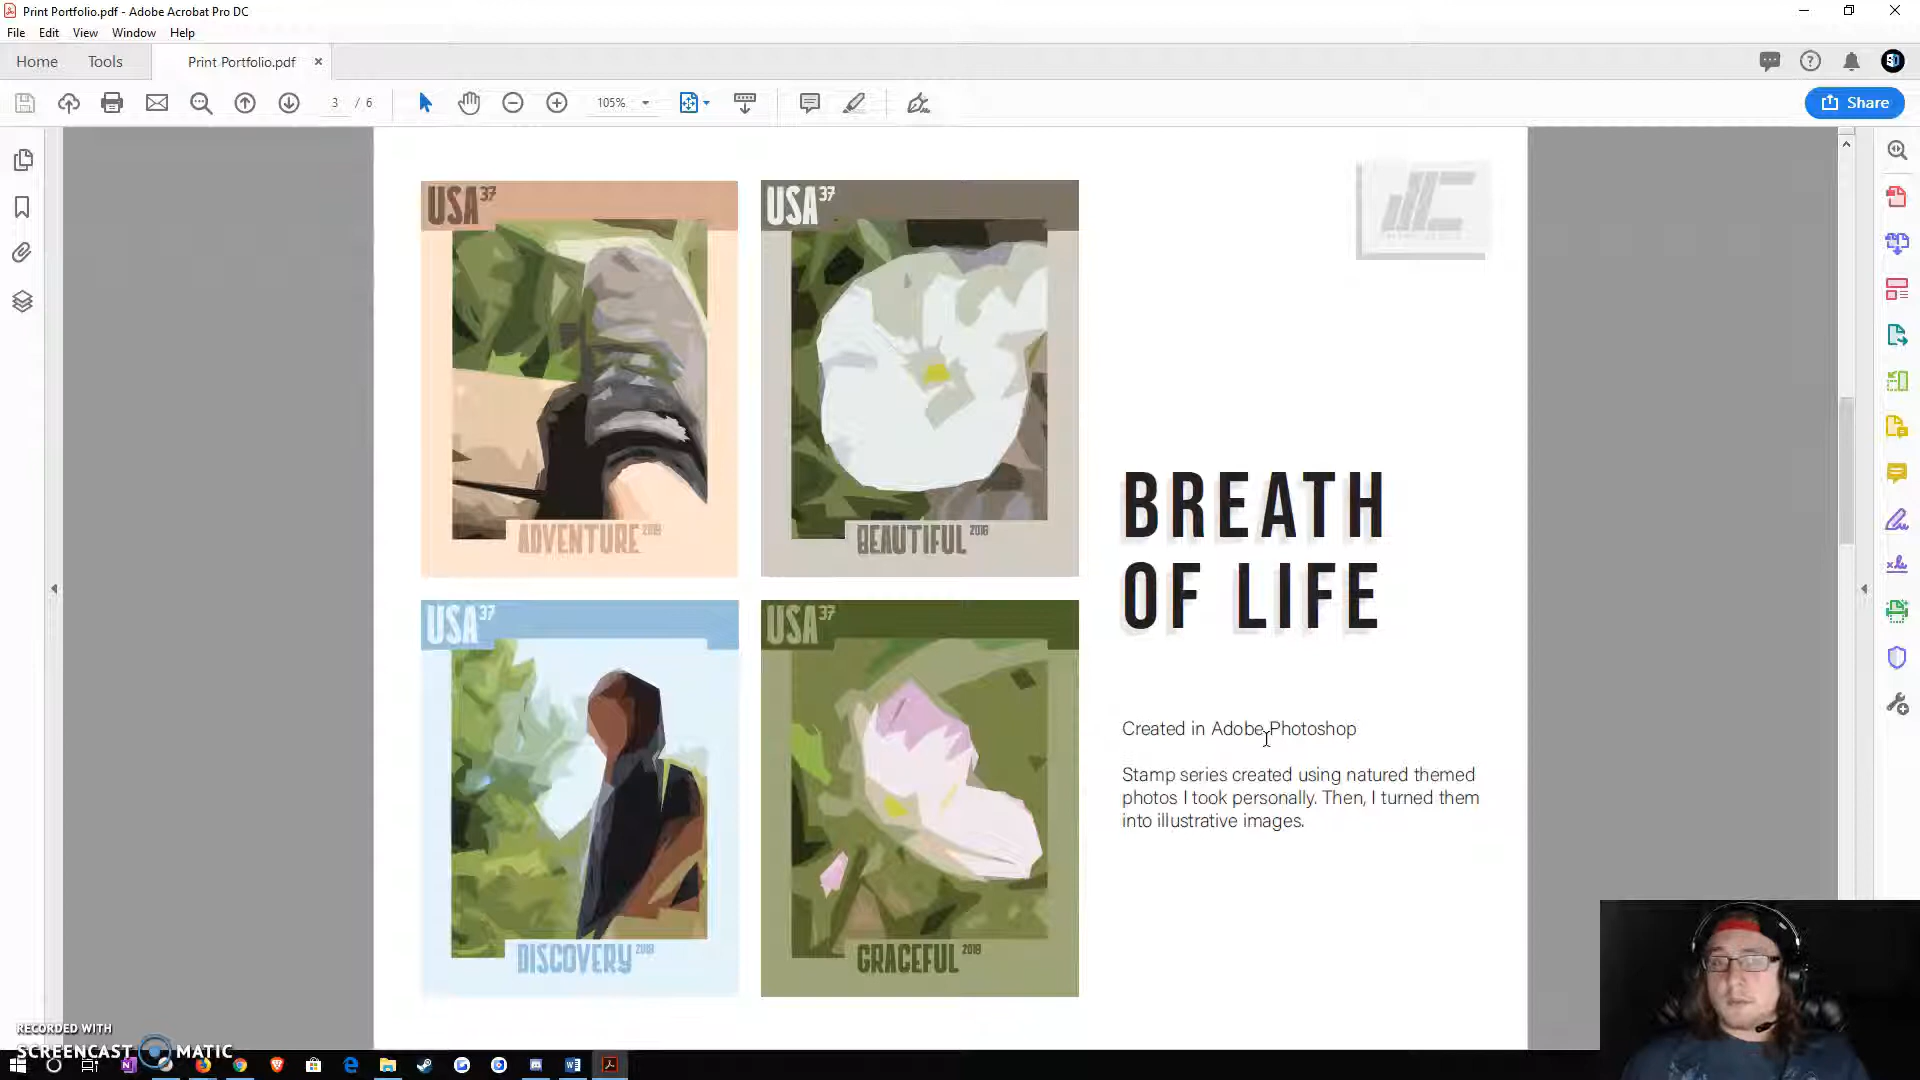 Print Portfolio.pdf - Adobe Acrobat Pro DC
File Edit View Window Help
Home Tools Print Portfolio.pdf
3 / 6 105% Share
USA 37
ADVENTURE 2018
USA 37
BEAUTIFUL 2018
USA 37
DISCOVERY 2018
USA 37
GRACEFUL 2018
JC
BREATH
OF LIFE
Created in Adobe Photoshop
Stamp series created using natured themed
photos I took personally. Then, I turned them
into illustrative images.
RECORDED WITH
SCREENCAST MATIC